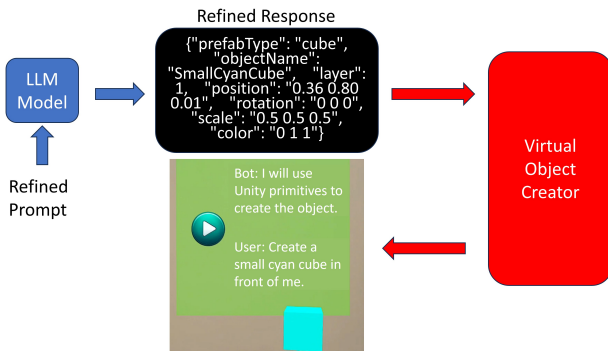 Refined Response
{"prefabType": "cube",
"objectName":
"SmallCyanCube", "layer":
1, "position": "0.36 0.80
0.01", "rotation": "0 0 0",
"scale": "0.5 0.5 0.5",
"color": "0 1 1"}
LLM
Model
Refined
Prompt
Bot: I will use
Unity primitives to
create the object.
User: Create a
small cyan cube in
front of me.
Virtual
Object
Creator